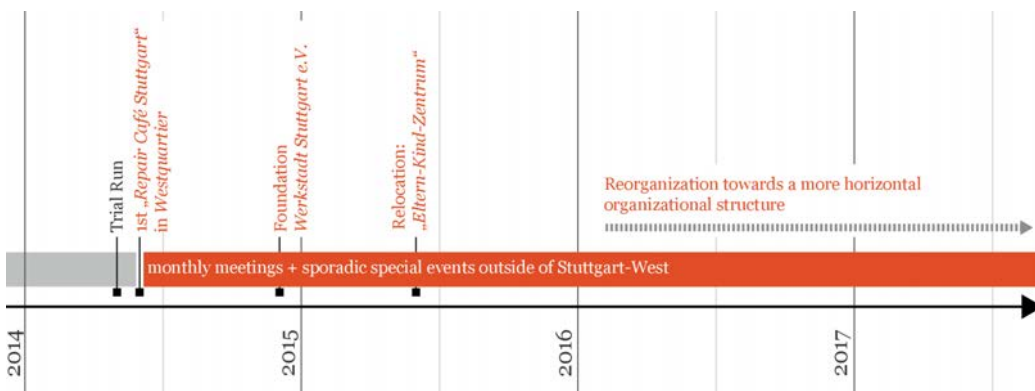 Trial Run
1st „Repair Café Stuttgart“
in Westquartier
Foundation
Werkstadt Stuttgart e.V.
Relocation:
„Eltern-Kind-Zentrum“
Reorganization towards a more horizontal
organizational structure
monthly meetings + sporadic special events outside of Stuttgart-West
2014
2015
2016
2017